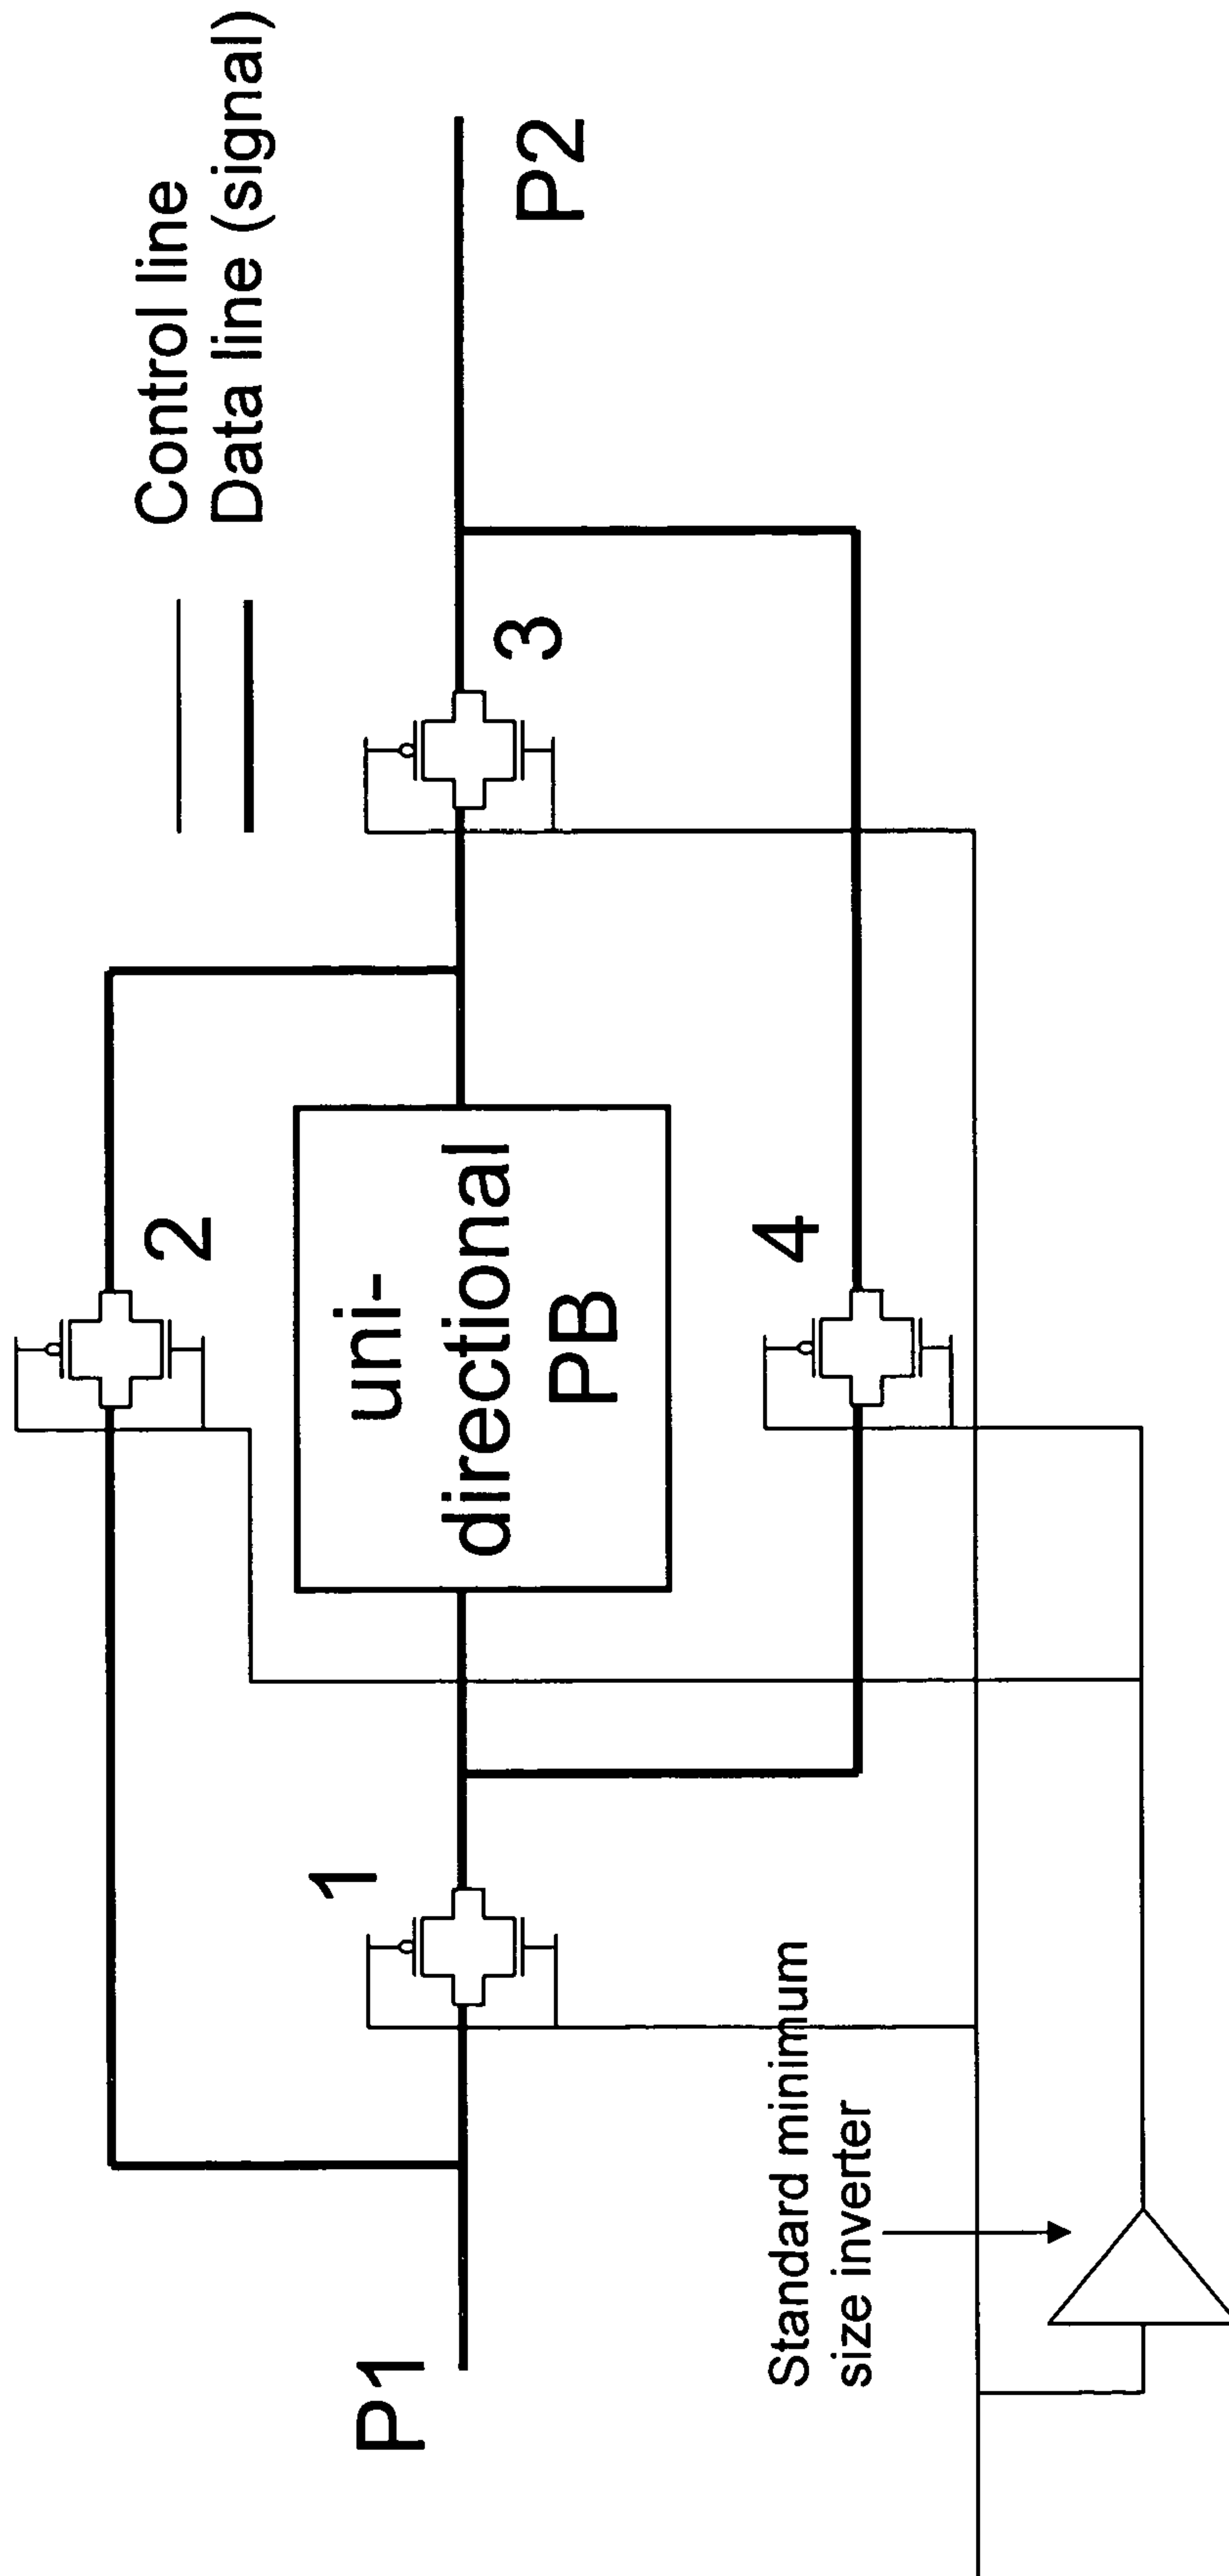 Control line
Data line (signal)
P1
1
2
uni-
directional
PB
3
P2
4
Standard minimum
size inverter